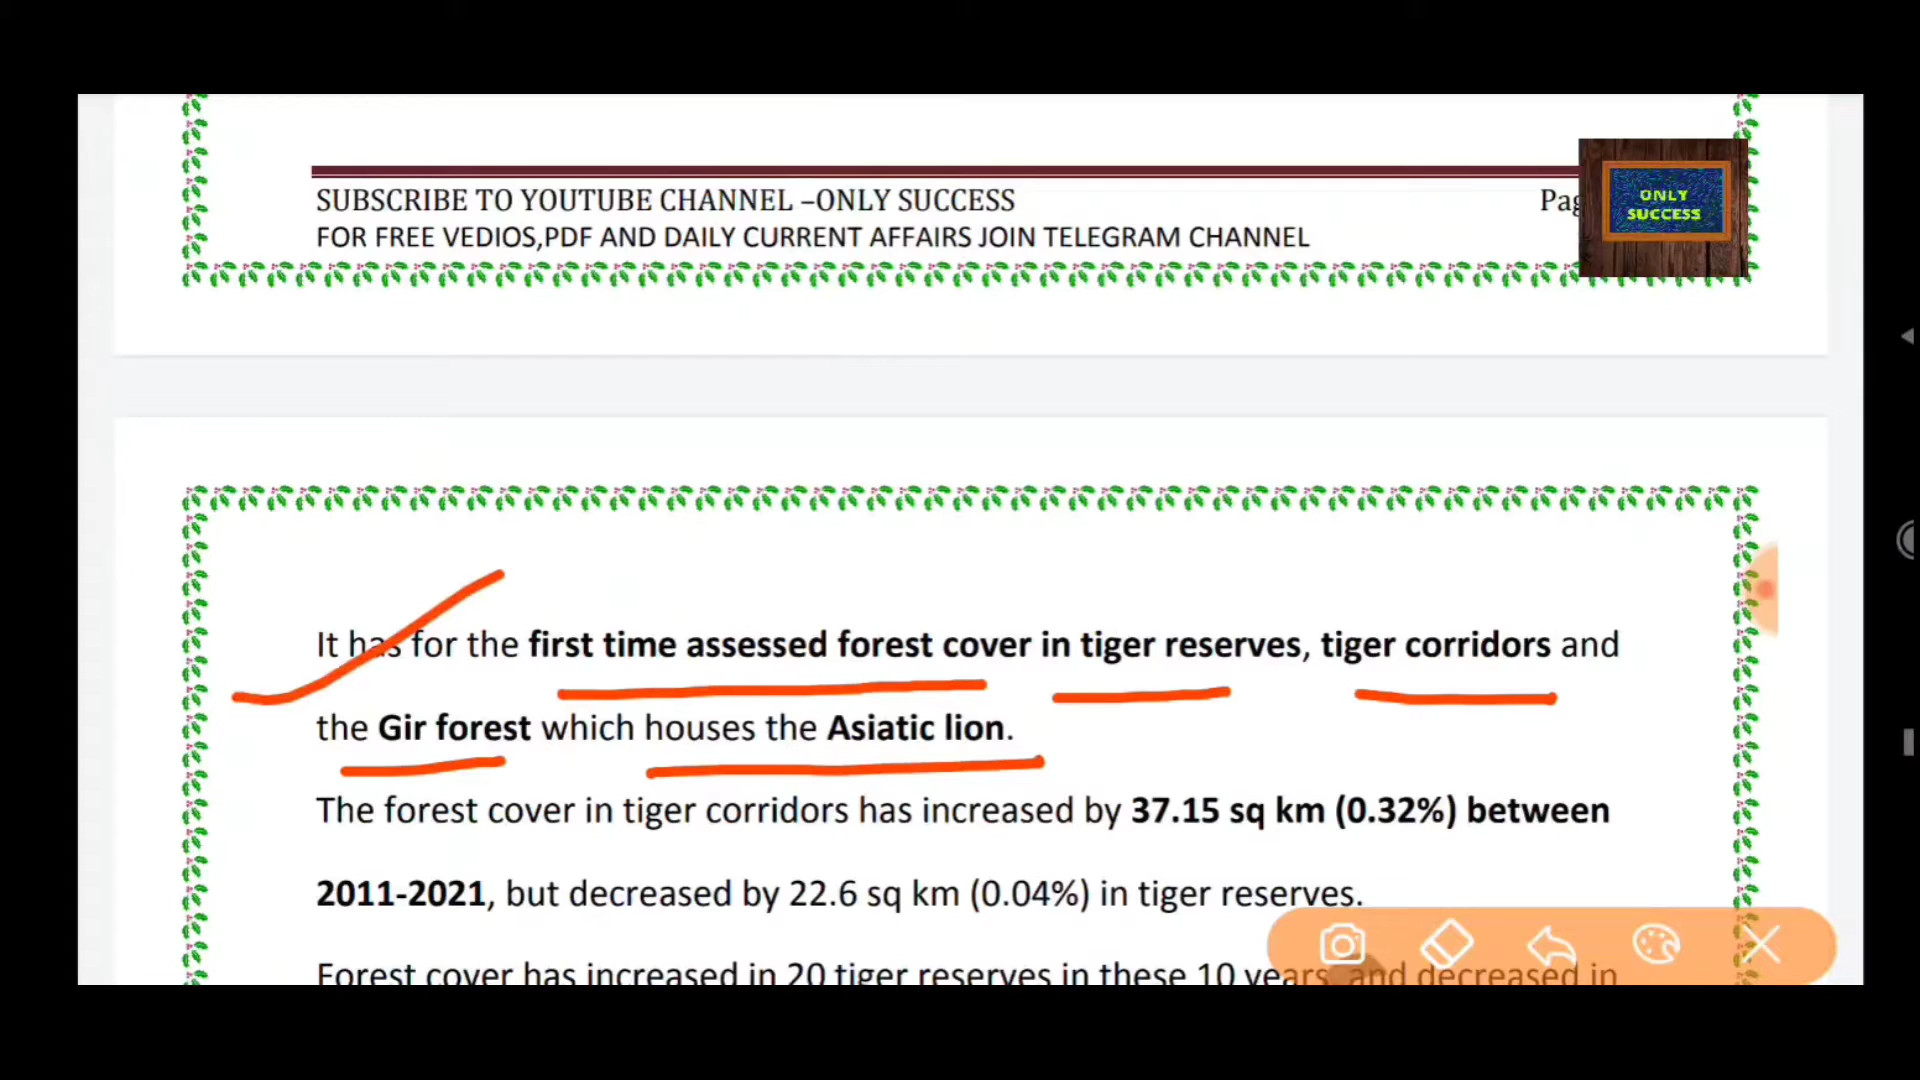 SUBSCRIBE TO YOUTUBE CHANNEL –ONLY SUCCESS
FOR FREE VEDIOS,PDF AND DAILY CURRENT AFFAIRS JOIN TELEGRAM CHANNEL
ONLY
SUCCESS
It has for the first time assessed forest cover in tiger reserves, tiger corridors and
the Gir forest which houses the Asiatic lion.
The forest cover in tiger corridors has increased by 37.15 sq km (0.32%) between
2011-2021, but decreased by 22.6 sq km (0.04%) in tiger reserves.
Forest cover has increased in 20 tiger reserves in these 10 years, and decreased in